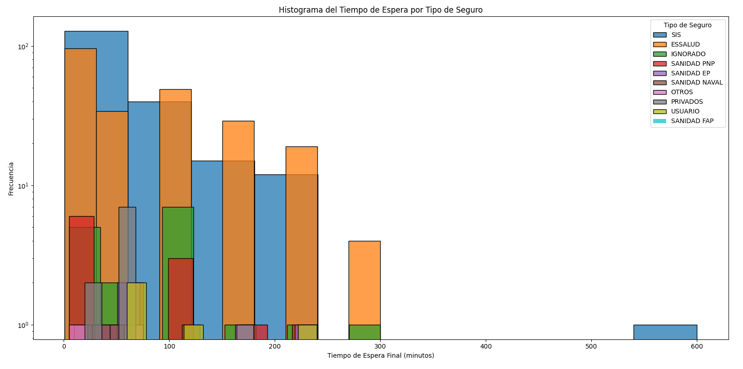 Histograma del Tiempo de Espera por Tipo de Seguro
Frecuencia
10²
10¹
10⁰
Tipo de Seguro
SIS
ESSALUD
IGNORADO
SANIDAD PNP
SANIDAD EP
SANIDAD NAVAL
OTROS
PRIVADOS
USUARIO
SANIDAD FAP
0 100 200 300 400 500 600
Tiempo de Espera Final (minutos)